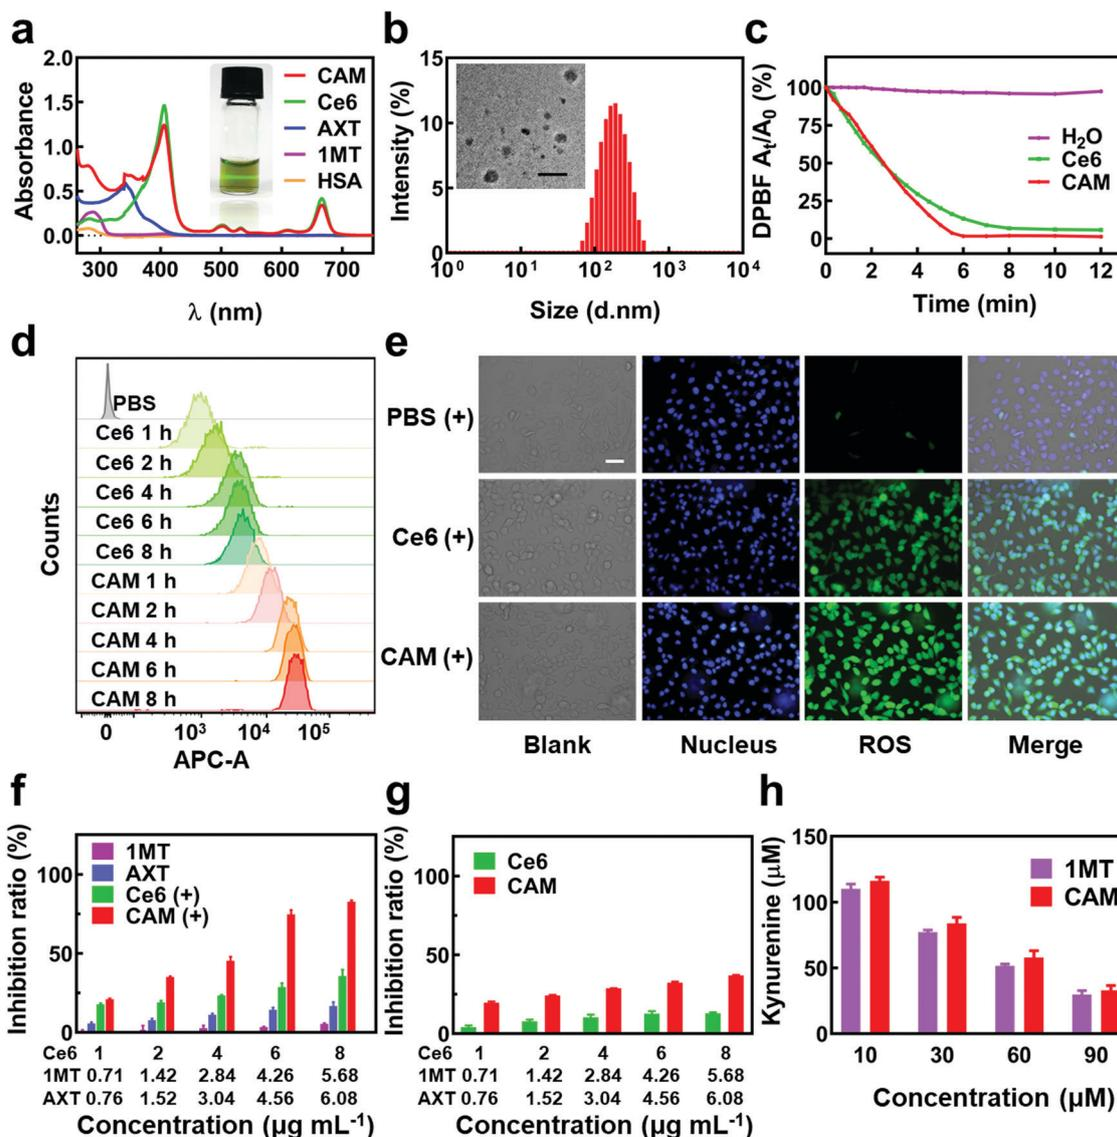 a
2.0
1.5
1.0
0.5
0.0
Absorbance
300 400 500 600 700
λ (nm)
CAM
Ce6
AXT
1MT
HSA
b
15
10
5
0
Intensity (%)
10⁰ 10¹ 10² 10³ 10⁴
Size (d.nm)
c
100
75
50
25
0
DPBF Aₜ/A₀ (%)
0 2 4 6 8 10 12
Time (min)
H₂O
Ce6
CAM
d
Counts
PBS
Ce6 1 h
Ce6 2 h
Ce6 4 h
Ce6 6 h
Ce6 8 h
CAM 1 h
CAM 2 h
CAM 4 h
CAM 6 h
CAM 8 h
0 10³ 10⁴ 10⁵
APC-A
e
PBS (+)
Ce6 (+)
CAM (+)
Blank Nucleus ROS Merge
f
Inhibition ratio (%)
100
50
0
1MT
AXT
Ce6 (+)
CAM (+)
Ce6 1 2 4 6 8
1MT 0.71 1.42 2.84 4.26 5.68
AXT 0.76 1.52 3.04 4.56 6.08
Concentration (μg mL⁻¹)
g
Inhibition ratio (%)
100
50
0
Ce6
CAM
Ce6 1 2 4 6 8
1MT 0.71 1.42 2.84 4.26 5.68
AXT 0.76 1.52 3.04 4.56 6.08
Concentration (μg mL⁻¹)
h
Kynurenine (μM)
150
100
50
0
1MT
CAM
10 30 60 90
Concentration (μM)